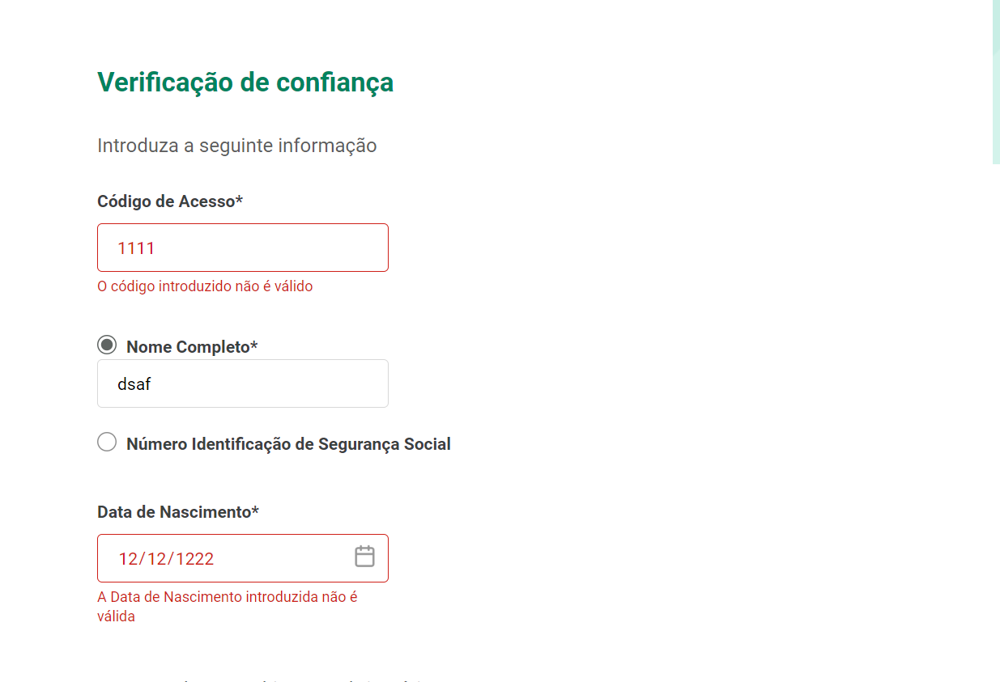 Verificação de confiança
Introduza a seguinte informação
Código de Acesso*
1111
O código introduzido não é válido
Nome Completo*
dsaf
Número Identificação de Segurança Social
Data de Nascimento*
12/12/1222
A Data de Nascimento introduzida não é
válida